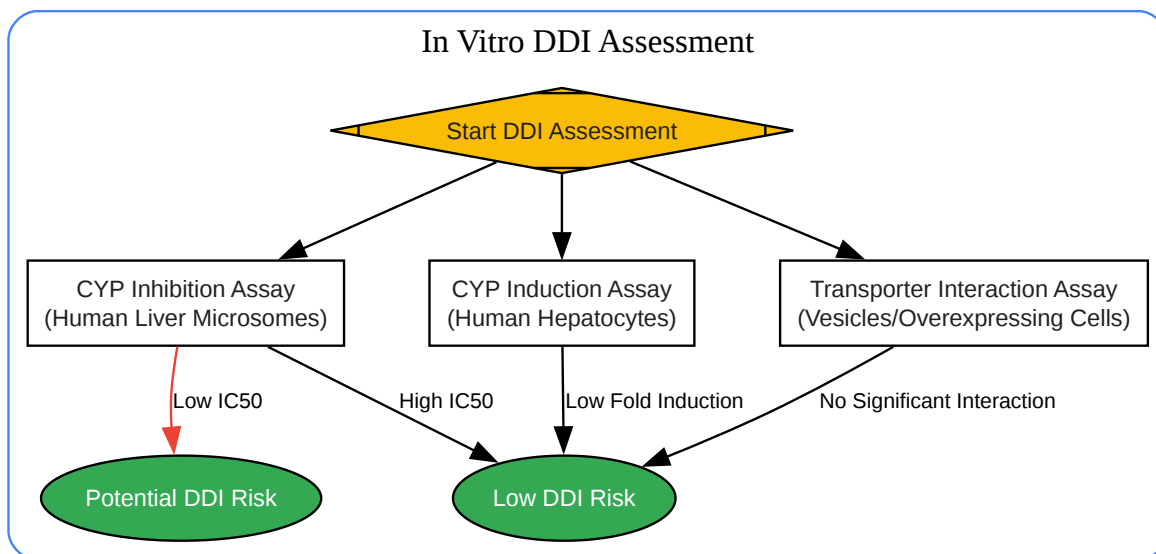 In Vitro DDI Assessment
Start DDI Assessment
CYP Inhibition Assay
(Human Liver Microsomes)
CYP Induction Assay
(Human Hepatocytes)
Transporter Interaction Assay
(Vesicles/Overexpressing Cells)
Low IC50
High IC50
Low Fold Induction
No Significant Interaction
Potential DDI Risk
Low DDI Risk